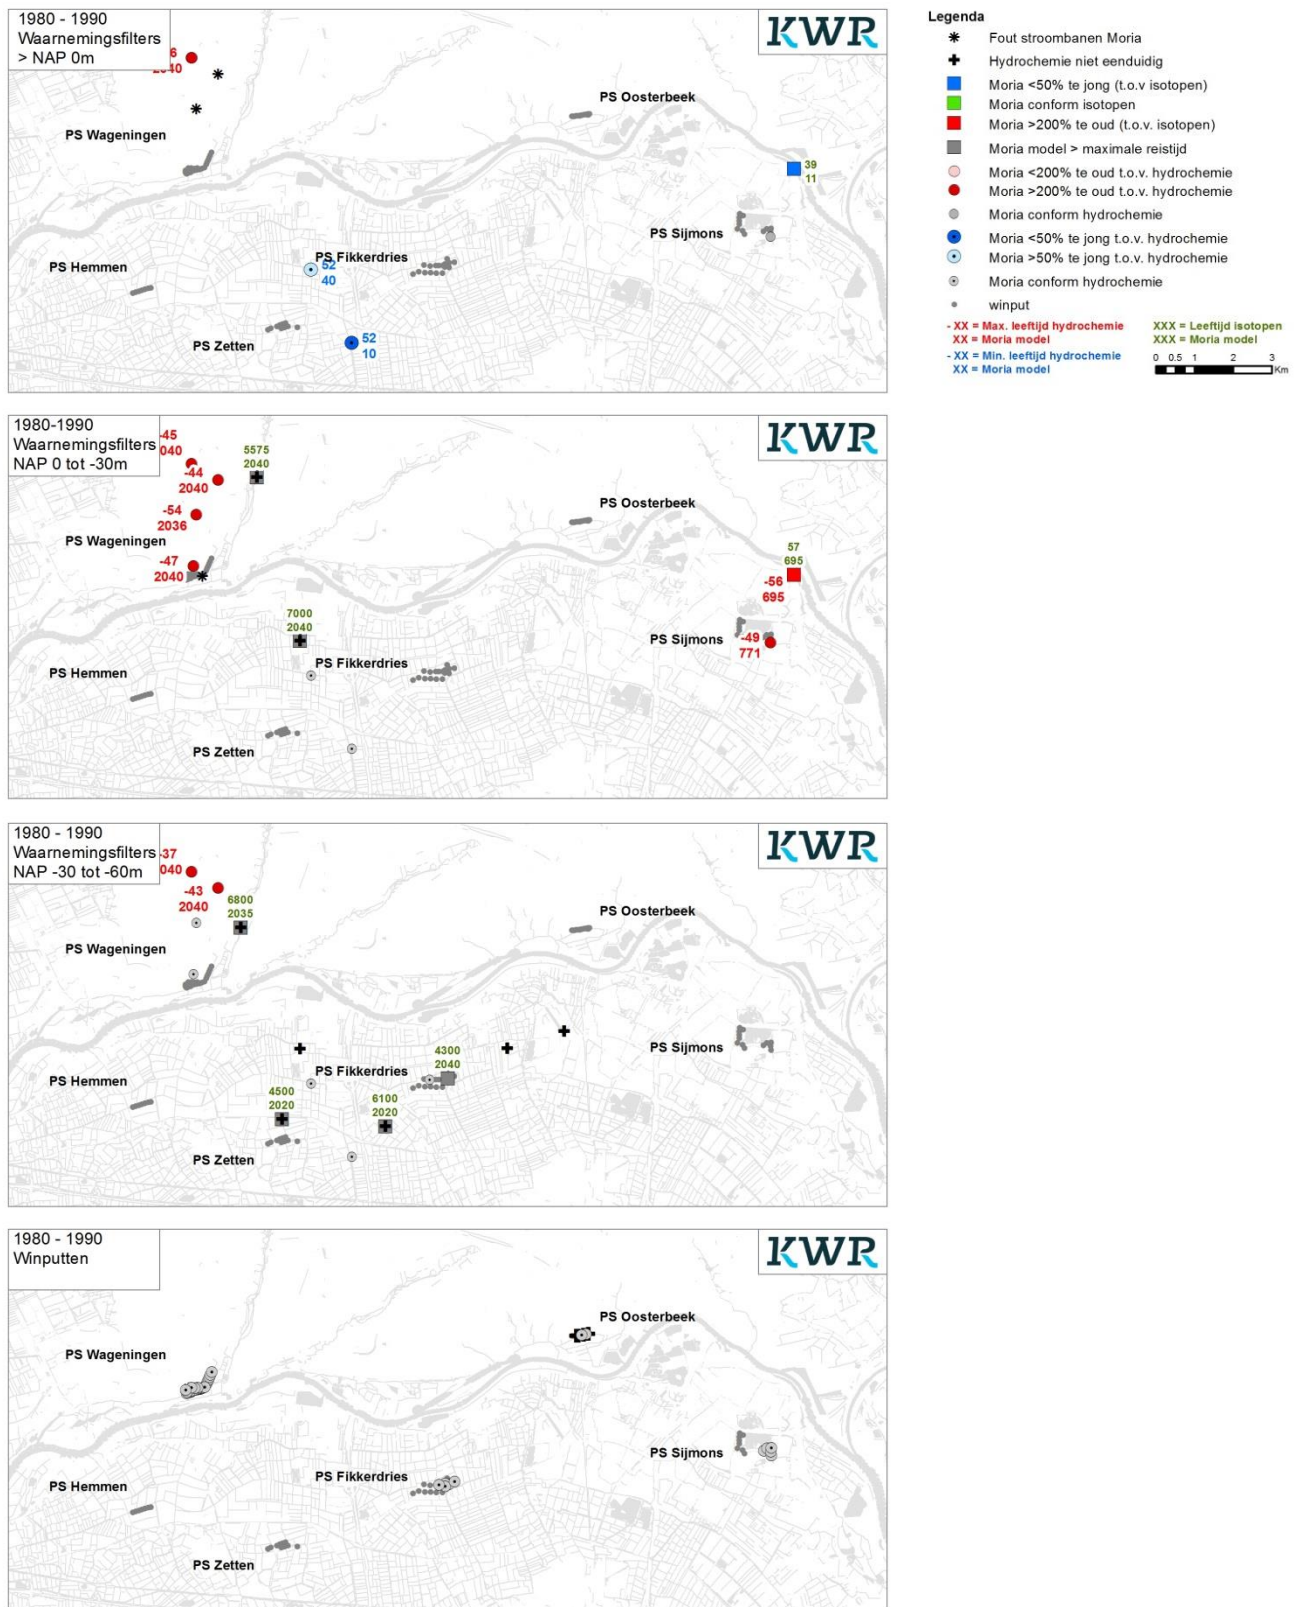 1980 - 1990
Waarnemingsfilters
> NAP 0m
KWR
6
2040
PS Wageningen
PS Oosterbeek
39
11
PS Sijmons
PS Fikkerdries
52
40
PS Hemmen
PS Zetten
52
10
Legenda
Fout stroombanen Moria
Hydrochemie niet eenduidig
Moria <50% te jong (t.o.v isotopen)
Moria conform isotopen
Moria >200% te oud (t.o.v. isotopen)
Moria model > maximale reistijd
Moria <200% te oud t.o.v. hydrochemie
Moria >200% te oud t.o.v. hydrochemie
Moria conform hydrochemie
Moria <50% te jong t.o.v. hydrochemie
Moria >50% te jong t.o.v. hydrochemie
Moria conform hydrochemie
winput
- XX = Max. leeftijd hydrochemie
XX = Moria model
- XX = Min. leeftijd hydrochemie
XX = Moria model
XXX = Leeftijd isotopen
XXX = Moria model
0 0.5 1 2 3
Km
1980-1990
Waarnemingsfilters
NAP 0 tot -30m
KWR
-45
040
-44
2040
5575
2040
-54
2036
PS Wageningen
-47
2040
PS Oosterbeek
57
695
-56
695
7000
2040
PS Sijmons
-49
771
PS Fikkerdries
PS Hemmen
PS Zetten
1980 - 1990
Waarnemingsfilters
NAP -30 tot -60m
KWR
-37
040
-43
2040
6800
2035
PS Wageningen
PS Oosterbeek
PS Sijmons
4300
2040
PS Fikkerdries
PS Hemmen
4500
2020
6100
2020
PS Zetten
1980 - 1990
Winputten
KWR
PS Oosterbeek
PS Wageningen
PS Sijmons
PS Fikkerdries
PS Hemmen
PS Zetten